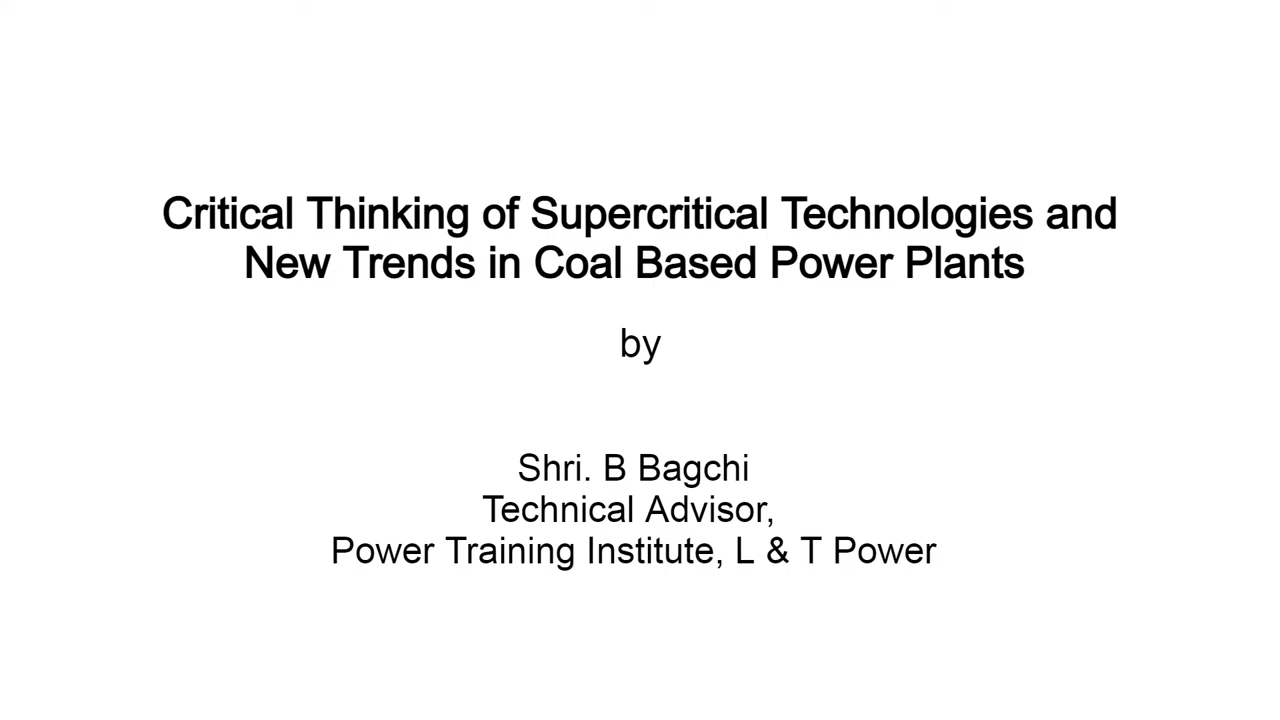 Critical Thinking of Supercritical Technologies and
New Trends in Coal Based Power Plants
by
Shri. B Bagchi
Technical Advisor,
Power Training Institute, L & T Power